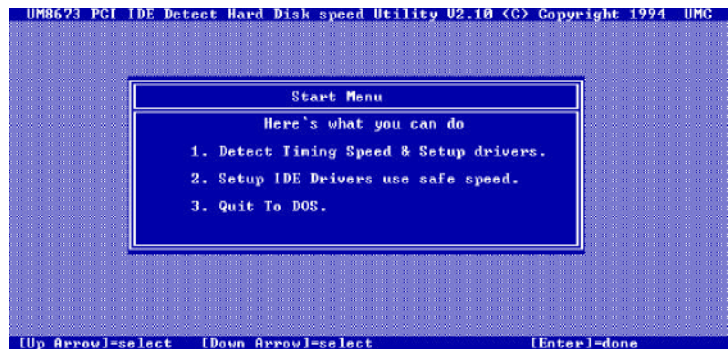 UM8673 PCI IDE Detect Hard Disk speed Utility V2.10 <C> Copyright 1994 UMC
Start Menu
Here's what you can do
1. Detect Timing Speed & Setup drivers.
2. Setup IDE Drivers use safe speed.
3. Quit To DOS.
[Up Arrow]=select [Down Arrow]=select [Enter]=done